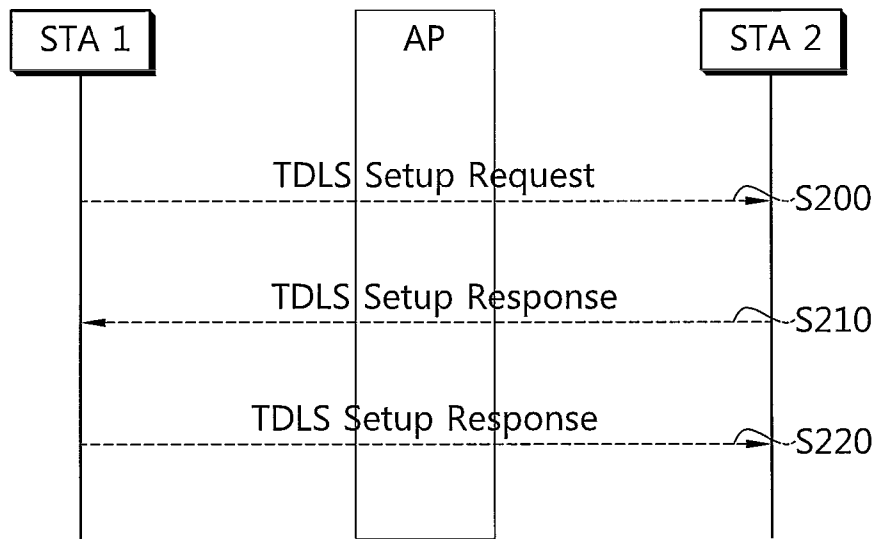 STA 1
AP
STA 2
TDLS Setup Request
S200
TDLS Setup Response
S210
TDLS Setup Response
S220